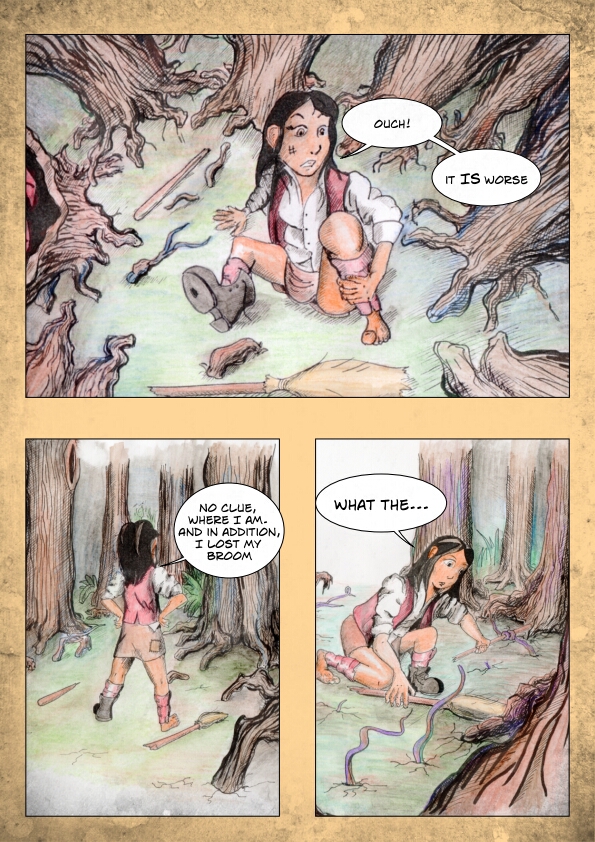 OUCH!
IT IS WORSE
NO CLUE,
WHERE I AM.
AND IN ADDITION,
I LOST MY
BROOM
WHAT THE...